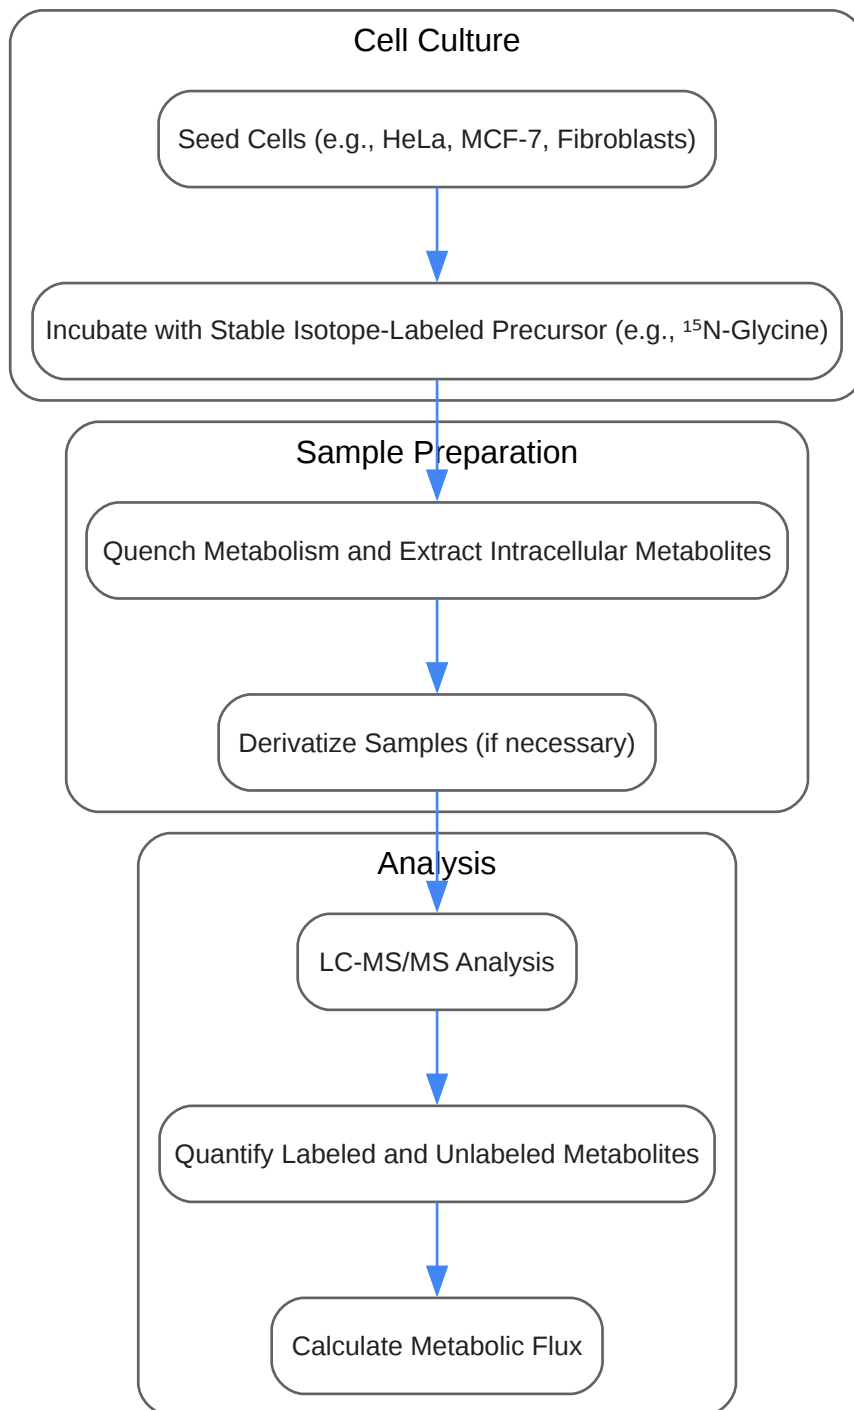 Cell Culture
Seed Cells (e.g., HeLa, MCF-7, Fibroblasts)
Incubate with Stable Isotope-Labeled Precursor (e.g., ¹⁵N-Glycine)
Sample Preparation
Quench Metabolism and Extract Intracellular Metabolites
Derivatize Samples (if necessary)
Analysis
LC-MS/MS Analysis
Quantify Labeled and Unlabeled Metabolites
Calculate Metabolic Flux